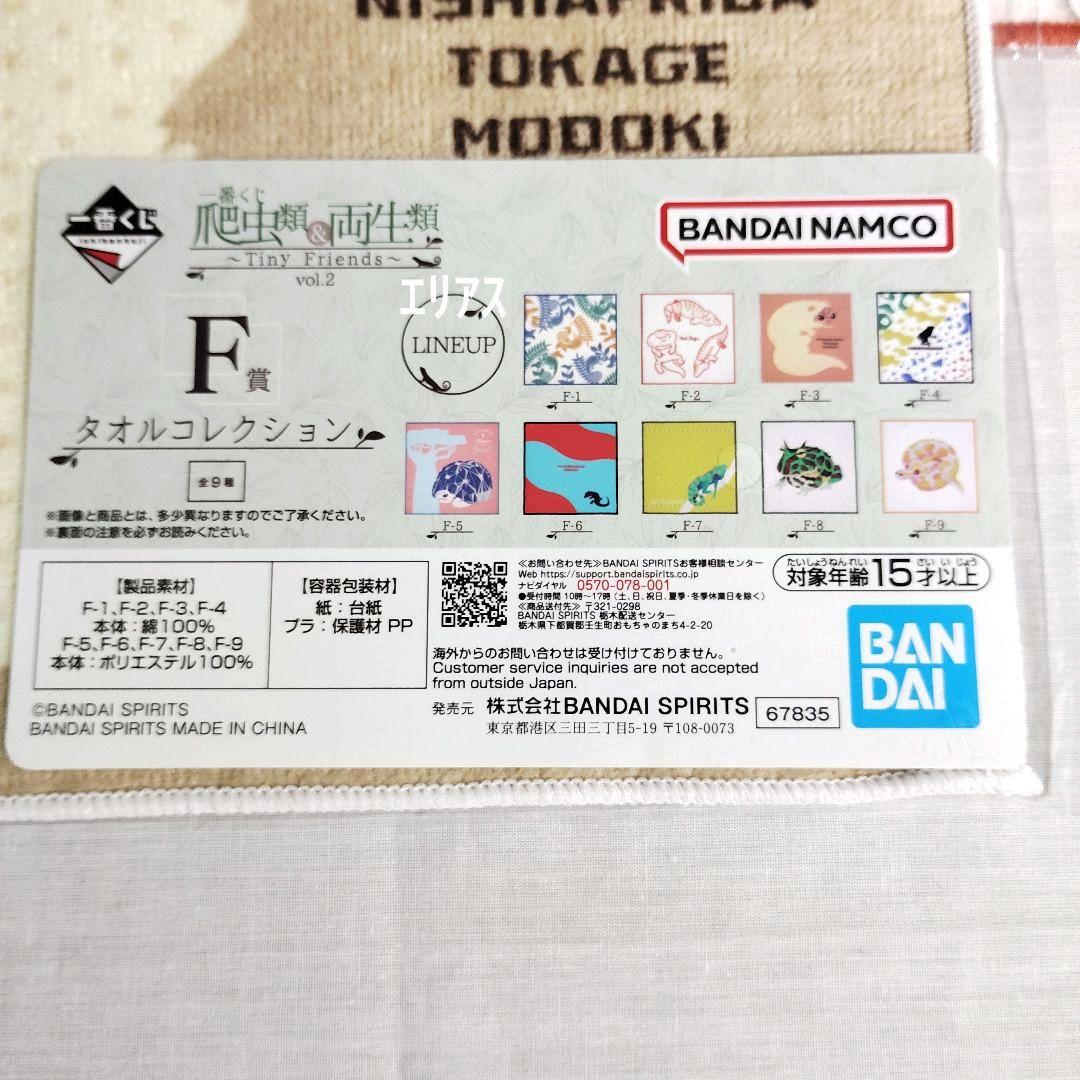 NISHIAFRICA
TOKAGE
MODOKI
一番くじ
ichibankuji
一番くじ
爬虫類&両生類
～Tiny Friends～
vol.2
BANDAI NAMCO
エリアス
F賞
タオルコレクション
全9種
※画像と商品とは、多少異なりますのでご了承ください。
※裏面の注意を必ずお読みください。
LINEUP
F-1
F-2
F-3
F-4
F-5
F-6
F-7
F-8
F-9
【製品素材】
F-1、F-2、F-3、F-4
本体：綿100%
F-5、F-6、F-7、F-8、F-9
本体：ポリエステル100%
【容器包装材】
紙：台紙
プラ：保護材 PP
≪お問い合わせ先≫BANDAI SPIRITSお客様相談センター
Web https://support.bandaispirits.co.jp
ナビダイヤル 0570-078-001
●受付時間 10時～17時（土、日、祝日、夏季・冬季休業日を除く）
≪商品送付先≫ 〒321-0298
BANDAI SPIRITS 栃木配送センター
栃木県下都賀郡壬生町おもちゃのまち4-2-20
海外からのお問い合わせは受け付けておりません。
Customer service inquiries are not accepted
from outside Japan.
たいしょうねんれい さい いじょう
対象年齢15才以上
BAN
DAI
©BANDAI SPIRITS
BANDAI SPIRITS MADE IN CHINA
発売元 株式会社BANDAI SPIRITS
東京都港区三田三丁目5-19 〒108-0073
67835